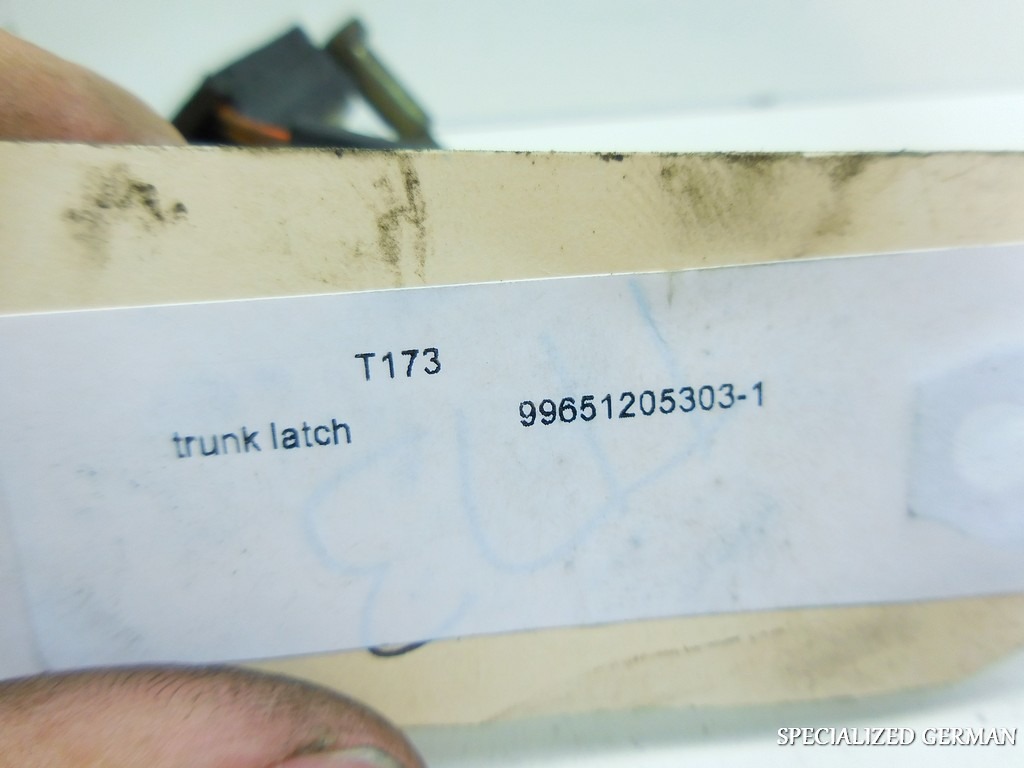 T173
trunk latch 99651205303-1
SPECIALIZED GERMAN